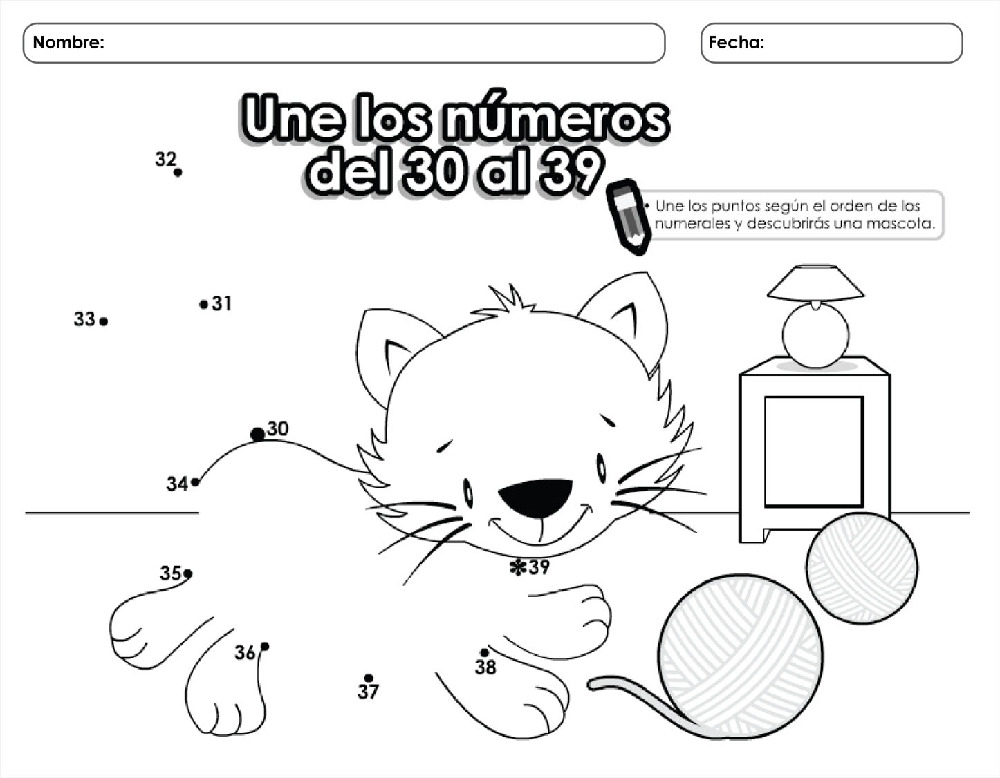 Nombre:
Fecha:
Une los números
del 30 al 39
• Une los puntos según el orden de los
numerales y descubrirás una mascota.
32
31
33
30
34
35
39
36
38
37